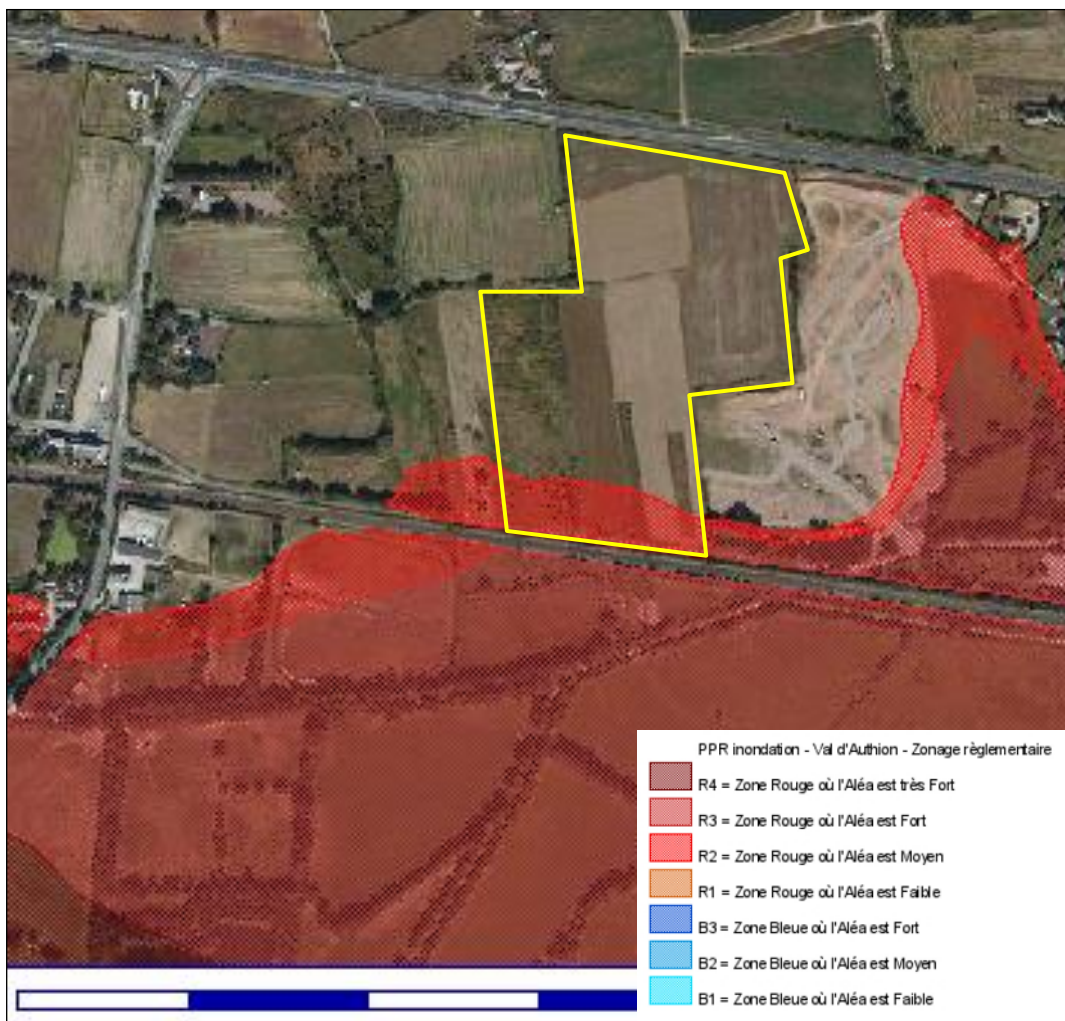 PPR inondation - Val d'Authion - Zonage règlementaire
R4 = Zone Rouge où l'Aléa est très Fort
R3 = Zone Rouge où l'Aléa est Fort
R2 = Zone Rouge où l'Aléa est Moyen
R1 = Zone Rouge où l'Aléa est Faible
B3 = Zone Bleue où l'Aléa est Fort
B2 = Zone Bleue où l'Aléa est Moyen
B1 = Zone Bleue où l'Aléa est Faible